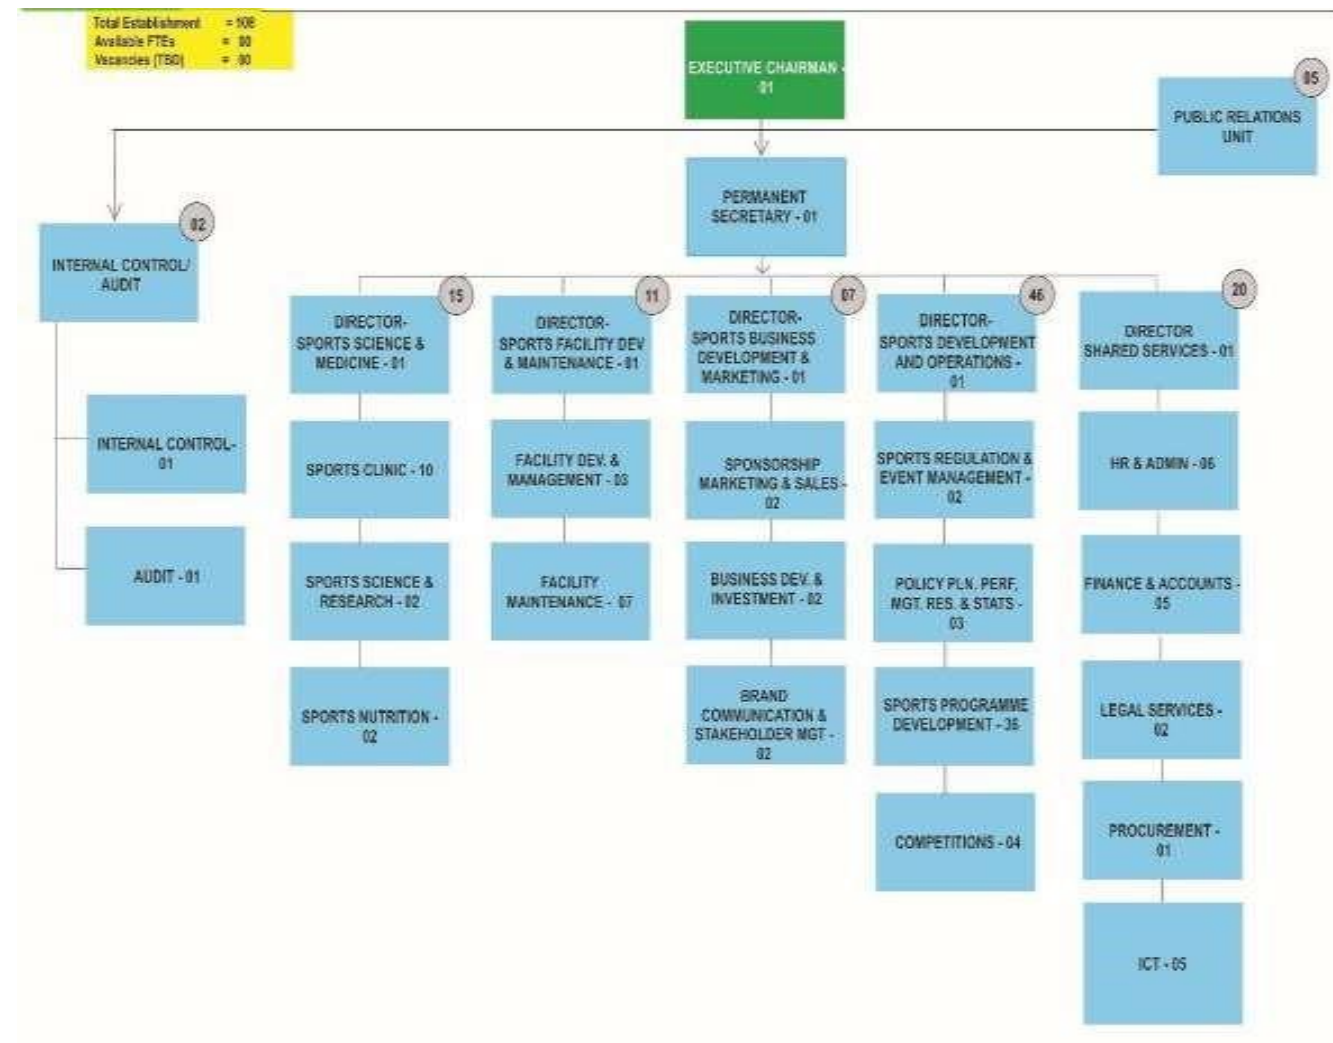 Total Establishment = 108
Available FTEs = 00
Vacancies (TBD) = 00
EXECUTIVE CHAIRMAN -
01
05
PUBLIC RELATIONS
UNIT
PERMANENT
SECRETARY - 01
02
INTERNAL CONTROL/
AUDIT
INTERNAL CONTROL-
01
AUDIT - 01
15
DIRECTOR-
SPORTS SCIENCE &
MEDICINE - 01
SPORTS CLINIC - 10
SPORTS SCIENCE &
RESEARCH - 02
SPORTS NUTRITION -
02
11
DIRECTOR-
SPORTS FACILITY DEV
& MAINTENANCE - 01
FACILITY DEV. &
MANAGEMENT - 03
FACILITY
MAINTENANCE - 07
07
DIRECTOR-
SPORTS BUSINESS
DEVELOPMENT &
MARKETING - 01
SPONSORSHIP
MARKETING & SALES -
02
BUSINESS DEV. &
INVESTMENT - 02
BRAND
COMMUNICATION &
STAKEHOLDER MGT -
02
46
DIRECTOR-
SPORTS DEVELOPMENT
AND OPERATIONS -
01
SPORTS REGULATION &
EVENT MANAGEMENT -
02
POLICY PLN. PERF,
MGT. RES. & STATS -
03
SPORTS PROGRAMME
DEVELOPMENT - 36
COMPETITIONS - 04
20
DIRECTOR
SHARED SERVICES - 01
HR & ADMIN - 06
FINANCE & ACCOUNTS -
05
LEGAL SERVICES -
02
PROCUREMENT -
01
ICT - 05